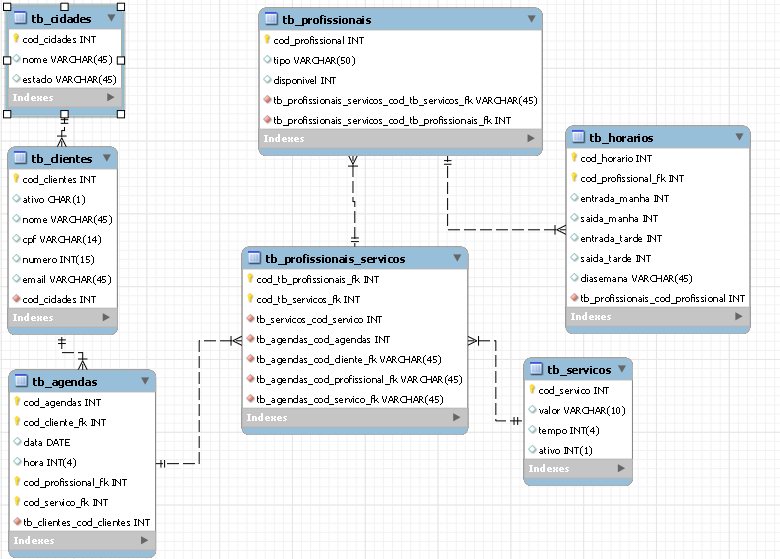 tb_cidades
cod_cidades INT
nome VARCHAR(45)
estado VARCHAR(45)
Indexes
tb_clientes
cod_clientes INT
ativo CHAR(1)
nome VARCHAR(45)
cpf VARCHAR(14)
numero INT(15)
email VARCHAR(45)
cod_cidades INT
Indexes
tb_agendas
cod_agendas INT
cod_cliente_fk INT
data DATE
hora INT(4)
cod_profissional_fk INT
cod_servico_fk INT
tb_clientes_cod_clientes INT
Indexes
tb_profissionais
cod_profissional INT
tipo VARCHAR(50)
disponivel INT
tb_profissionais_servicos_cod_tb_servicos_fk VARCHAR(45)
tb_profissionais_servicos_cod_tb_profissionais_fk INT
Indexes
tb_profissionais_servicos
cod_tb_profissionais_fk INT
cod_tb_servicos_fk INT
tb_servicos_cod_servico INT
tb_agendas_cod_agendas INT
tb_agendas_cod_cliente_fk VARCHAR(45)
tb_agendas_cod_profissional_fk VARCHAR(45)
tb_agendas_cod_servico_fk VARCHAR(45)
Indexes
tb_horarios
cod_horario INT
cod_profissional_fk INT
entrada_manha INT
saida_manha INT
entrada_tarde INT
saida_tarde INT
diasemana VARCHAR(45)
tb_profissionais_cod_profissional INT
Indexes
tb_servicos
cod_servico INT
valor VARCHAR(10)
tempo INT(4)
ativo INT(1)
Indexes